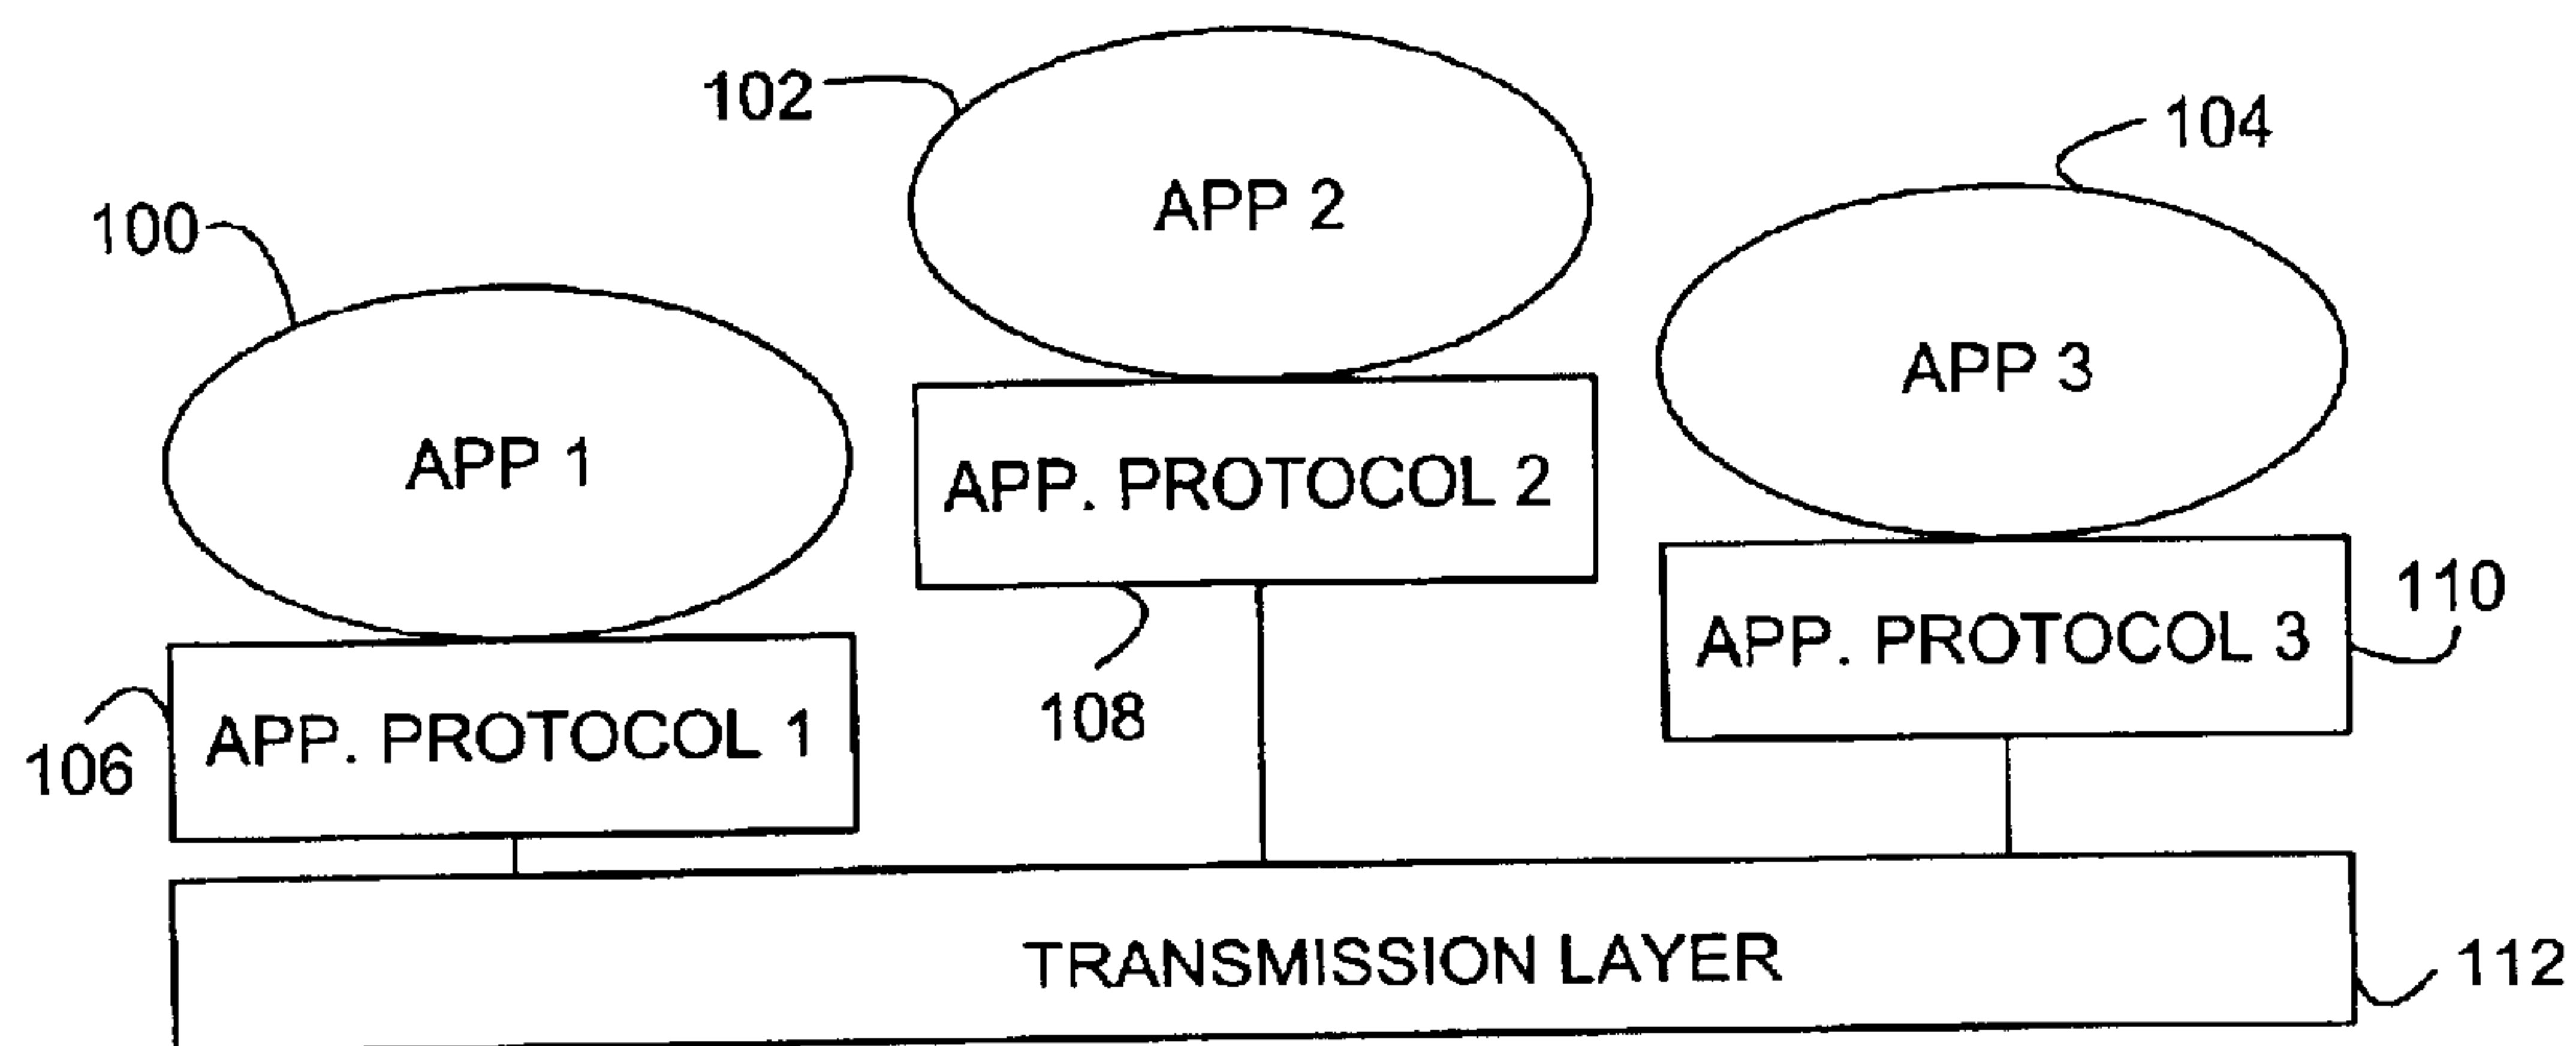 102
104
100
APP 2
APP 3
APP 1
APP. PROTOCOL 2
110
APP. PROTOCOL 3
108
106
APP. PROTOCOL 1
TRANSMISSION LAYER
112